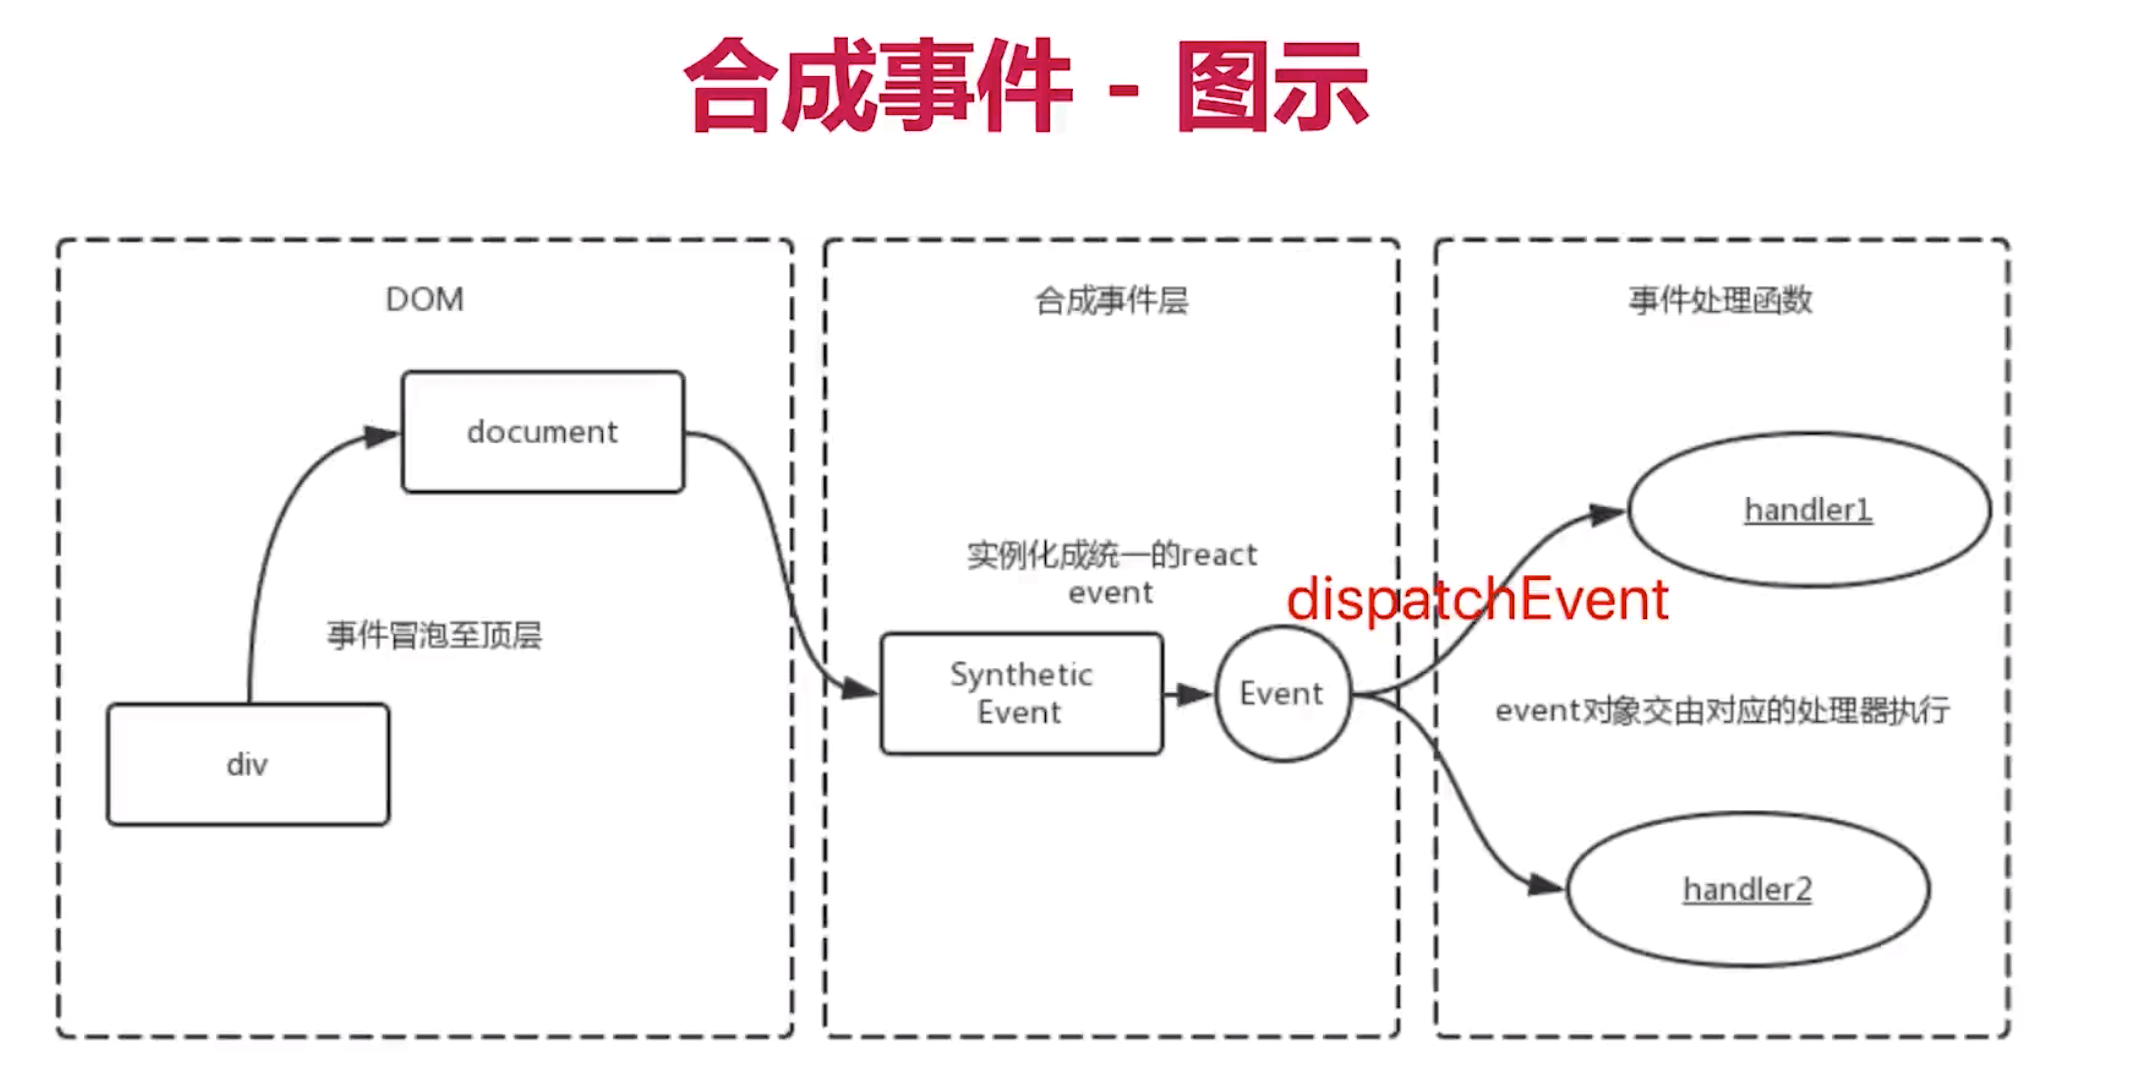 合成事件 - 图示
DOM
document
事件冒泡至顶层
div
合成事件层
实例化成统一的react
event
Synthetic
Event
Event
dispatchEvent
事件处理函数
handler1
event对象交由对应的处理器执行
handler2